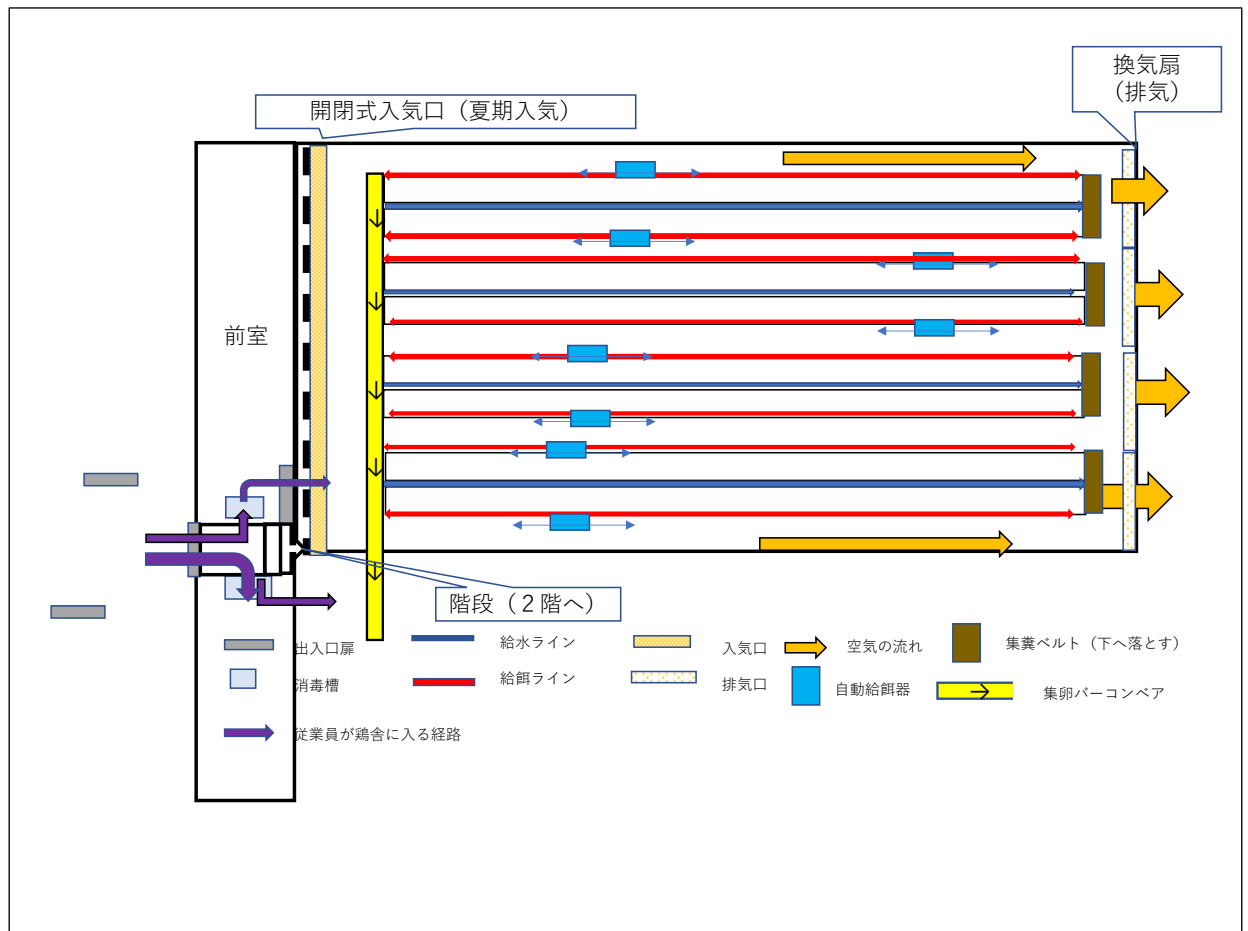 換気扇
(排気)
開閉式入気口（夏期入気）
前室
階段（２階へ）
出入口扉
給水ライン
入気口
空気の流れ
集糞ベルト（下へ落とす）
消毒槽
給餌ライン
排気口
自動給餌器
集卵バーコンベア
従業員が鶏舎に入る経路